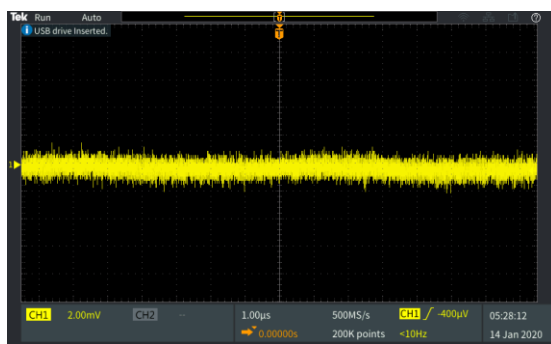 Tek Run Auto
T
USB drive Inserted.
T
1
CH1 2.00mV CH2 -- 1.00µs 500MS/s CH1 -400µV 05:28:12
0.00000s 200K points <10Hz 14 Jan 2020